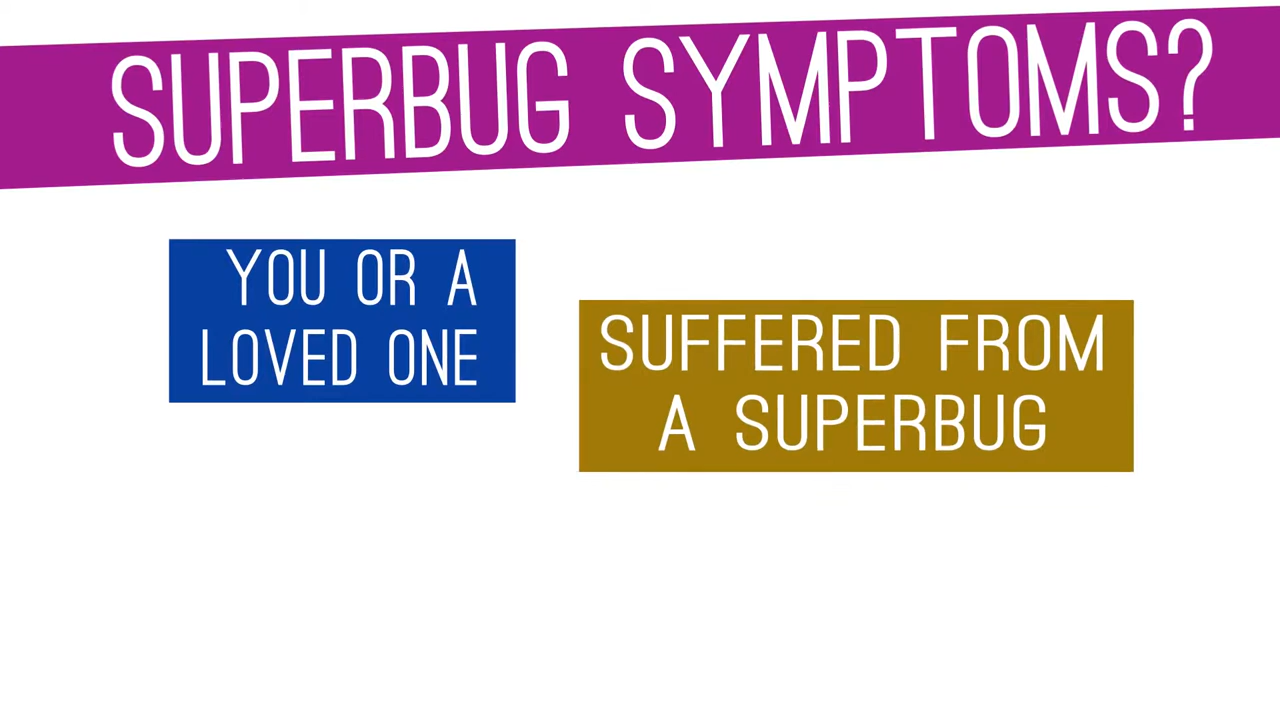 SUPERBUG SYMPTOMS?
YOU OR A
LOVED ONE
SUFFERED FROM
A SUPERBUG